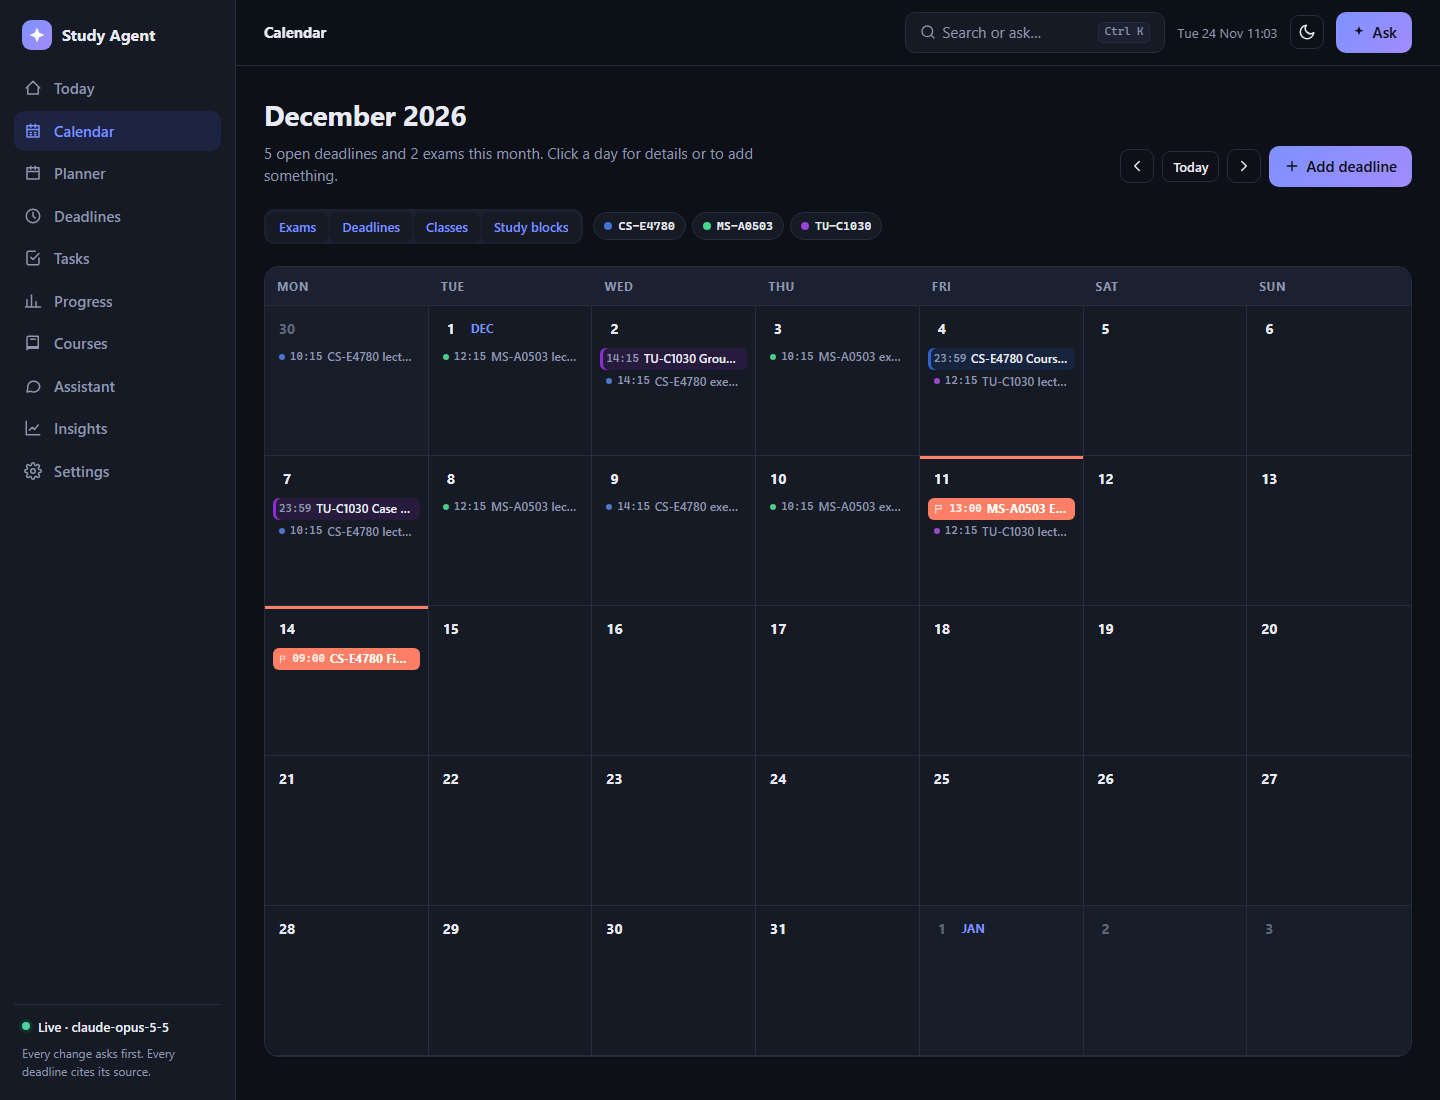 Study Agent
Today
Calendar
Planner
Deadlines
Tasks
Progress
Courses
Assistant
Insights
Settings
Live · claude-opus-5-5
Every change asks first. Every
deadline cites its source.
Calendar
Search or ask...
Ctrl K
Tue 24 Nov 11:03
Ask
December 2026
5 open deadlines and 2 exams this month. Click a day for details or to add
something.
Today
Add deadline
Exams
Deadlines
Classes
Study blocks
CS-E4780
MS-A0503
TU-C1030
MON TUE WED THU FRI SAT SUN
30
10:15 CS-E4780 lect...
1 DEC
12:15 MS-A0503 lec...
2
14:15 TU-C1030 Grou...
14:15 CS-E4780 exe...
3
10:15 MS-A0503 ex...
4
23:59 CS-E4780 Cours...
12:15 TU-C1030 lect...
5
6
7
23:59 TU-C1030 Case ...
10:15 CS-E4780 lect...
8
12:15 MS-A0503 lec...
9
14:15 CS-E4780 exe...
10
10:15 MS-A0503 ex...
11
13:00 MS-A0503 E...
12:15 TU-C1030 lect...
12
13
14
09:00 CS-E4780 Fi...
15
16
17
18
19
20
21
22
23
24
25
26
27
28
29
30
31
1 JAN
2
3